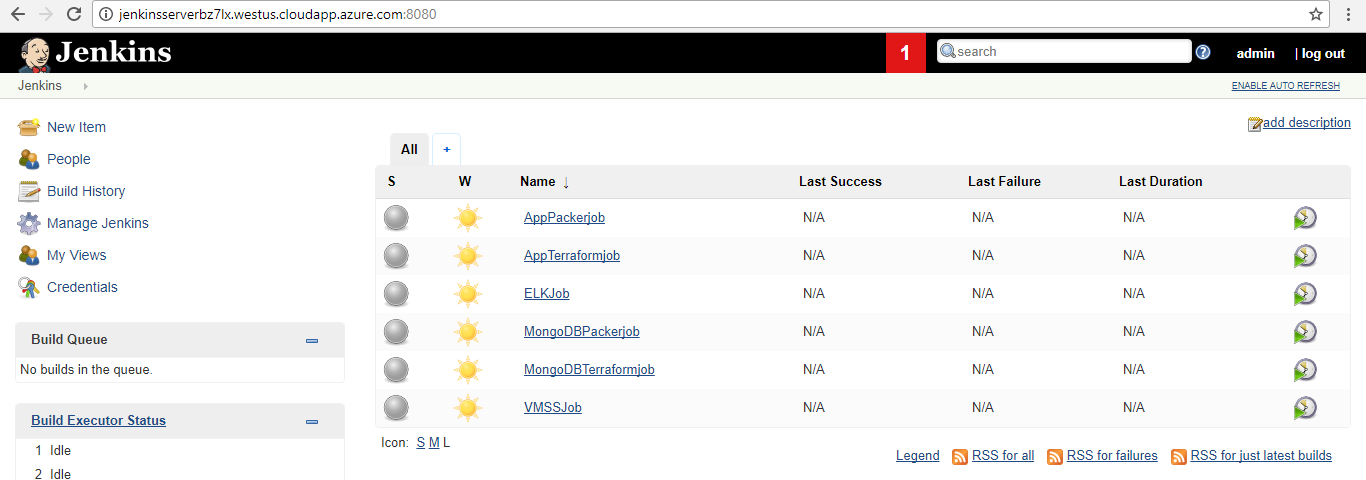 jenkinsserverbz7lx.westus.cloudapp.azure.com:8080
Jenkins 1 search admin | log out
Jenkins ENABLE AUTO REFRESH
add description
New Item
People
Build History
Manage Jenkins
My Views
Credentials
Build Queue
No builds in the queue.
Build Executor Status
1 Idle
2 Idle
All +
S W Name ↓ Last Success Last Failure Last Duration
AppPackerjob N/A N/A N/A
AppTerraformjob N/A N/A N/A
ELKJob N/A N/A N/A
MongoDBPackerjob N/A N/A N/A
MongoDBTerraformjob N/A N/A N/A
VMSSJob N/A N/A N/A
Icon: S M L
Legend RSS for all RSS for failures RSS for just latest builds